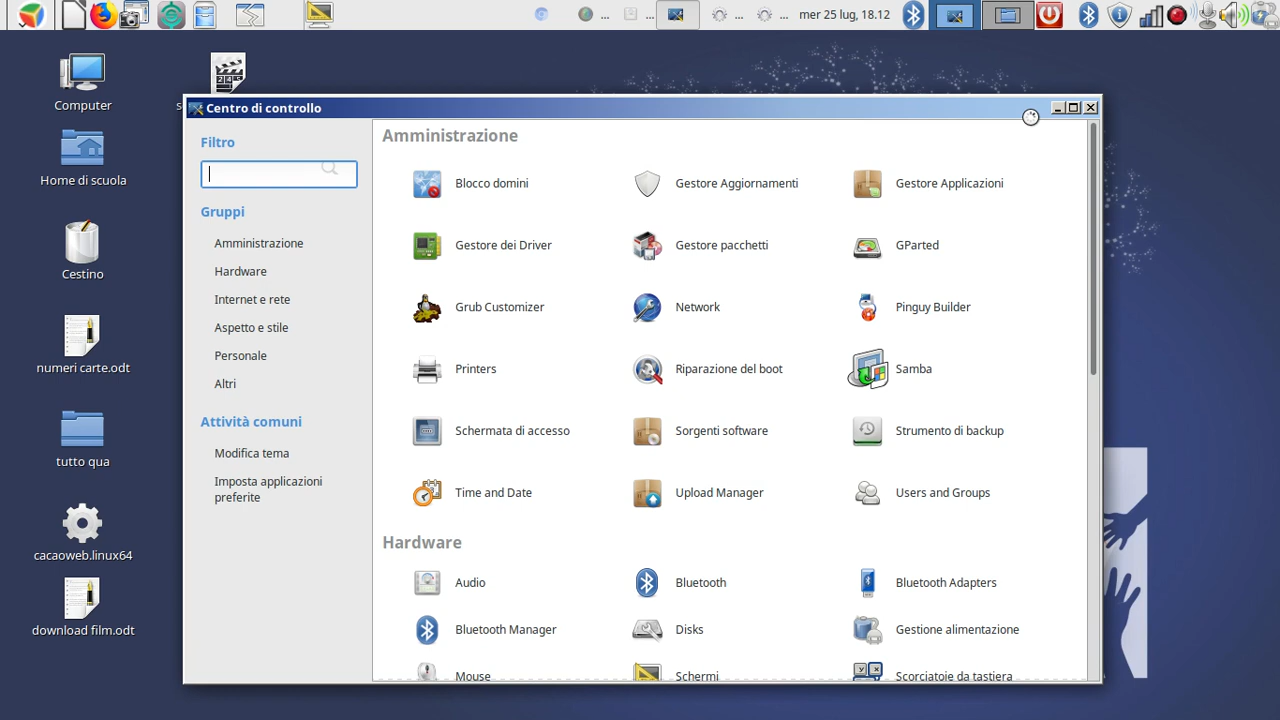 ... ... ... ... mer 25 lug, 18.12
Computer
Home di scuola
Cestino
numeri carte.odt
tutto qua
cacaoweb.linux64
download film.odt
Centro di controllo
Filtro
Gruppi
Amministrazione
Hardware
Internet e rete
Aspetto e stile
Personale
Altri
Attività comuni
Modifica tema
Imposta applicazioni
preferite
Amministrazione
Blocco domini Gestore Aggiornamenti Gestore Applicazioni
Gestore dei Driver Gestore pacchetti GParted
Grub Customizer Network Pinguy Builder
Printers Riparazione del boot Samba
Schermata di accesso Sorgenti software Strumento di backup
Time and Date Upload Manager Users and Groups
Hardware
Audio Bluetooth Bluetooth Adapters
Bluetooth Manager Disks Gestione alimentazione
Mouse Schermi Scorciatoie da tastiera